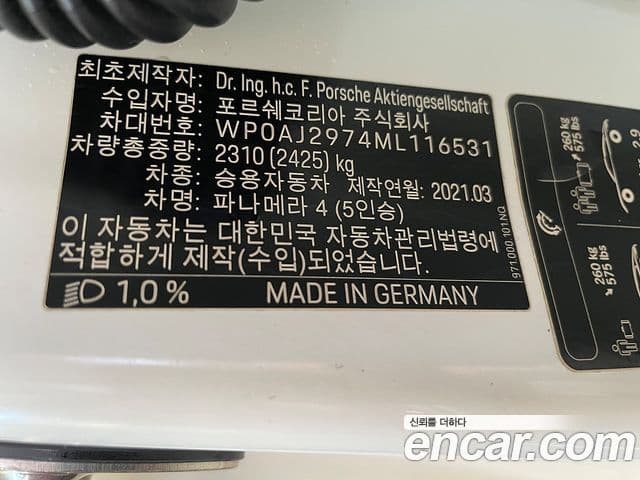 최초제작자: Dr. Ing. h.c. F. Porsche Aktiengesellschaft
수입자명: 포르쉐코리아 주식회사
차대번호: WP0AJ2974ML116531
차량총중량: 2310 (2425) kg
차종: 승용자동차 제작연월: 2021.03
차명: 파나메라 4 (5인승)
이 자동차는 대한민국 자동차관리법령에
적합하게 제작(수입)되었습니다.
1,0 % MADE IN GERMANY
971.000.101.NQ
260 kg
575 lbs
260 kg
575 lbs
신뢰를 더하다
encar.com